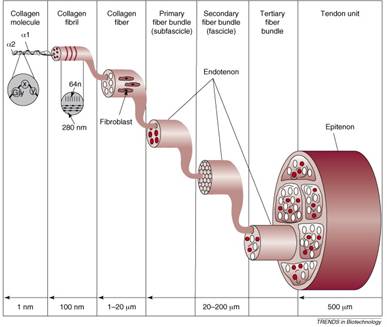 Collagen
molecule
Collagen
fibril
Collagen
fiber
Primary
fiber bundle
(subfascicle)
Secondary
fiber bundle
(fascicle)
Tertiary
fiber
bundle
Tendon unit
α2
α1
Gly
64n
280 nm
Fibroblast
Endotenon
Epitenon
1 nm
100 nm
1–20 μm
20–200 μm
500 μm
TRENDS in Biotechnology